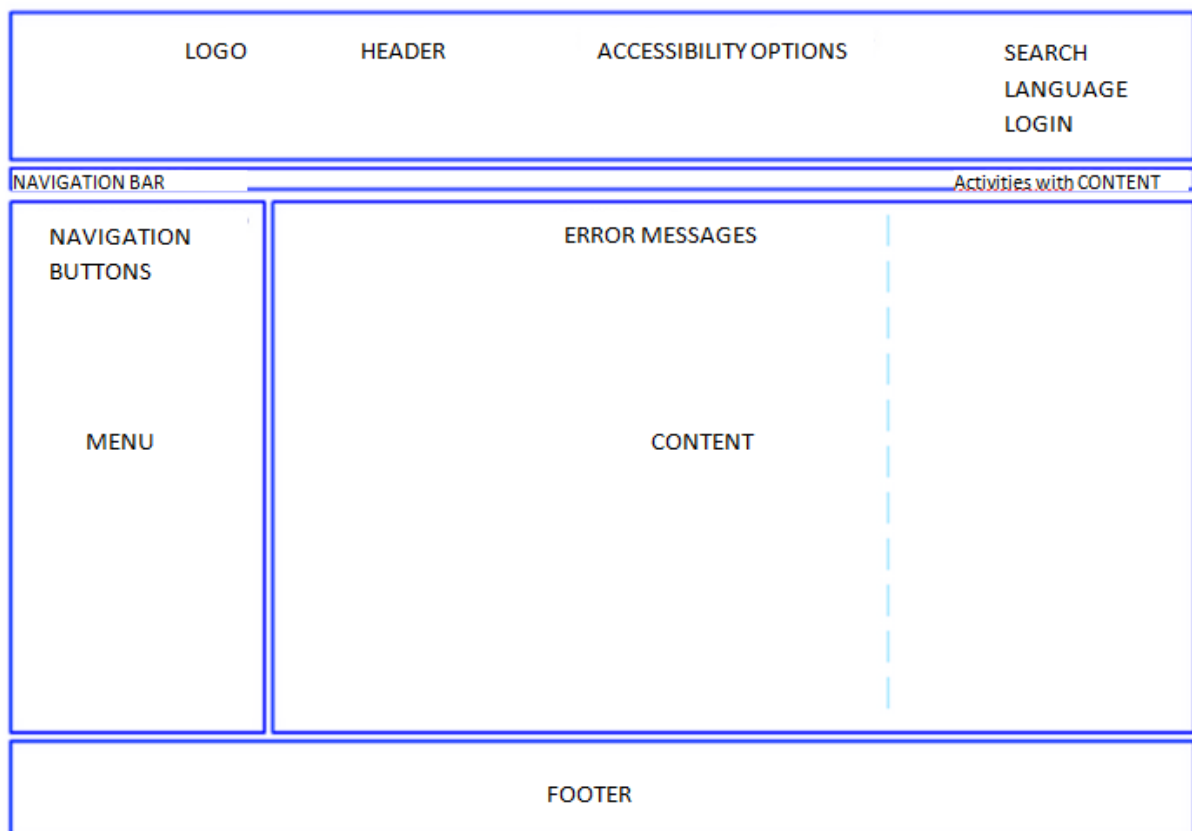 LOGO HEADER ACCESSIBILITY OPTIONS SEARCH
LANGUAGE
LOGIN
NAVIGATION BAR Activities with CONTENT
NAVIGATION
BUTTONS
ERROR MESSAGES
MENU
CONTENT
FOOTER